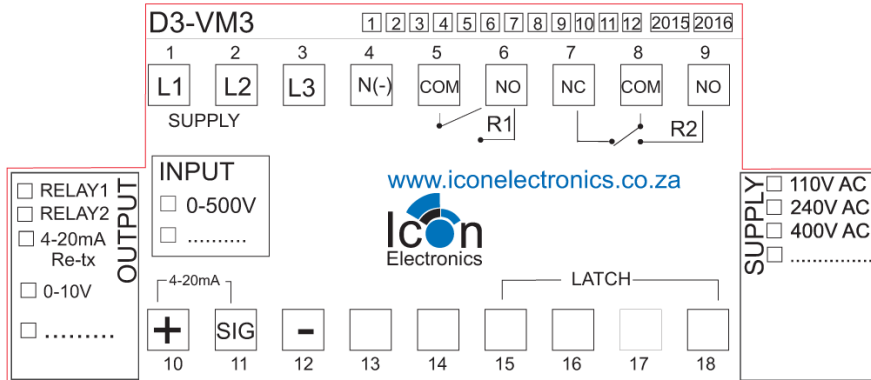 D3-VM3 1 2 3 4 5 6 7 8 9 10 11 12 2015 2016
1 2 3 4 5 6 7 8 9
L1 L2 L3 N(-) COM NO NC COM NO
SUPPLY R1 R2
OUTPUT
RELAY1
RELAY2
4-20mA
Re-tx
0-10V
..........
INPUT
0-500V
..........
www.iconelectronics.co.za
Icon
Electronics
SUPPLY
110V AC
240V AC
400V AC
...............
4-20mA LATCH
+ SIG -
10 11 12 13 14 15 16 17 18